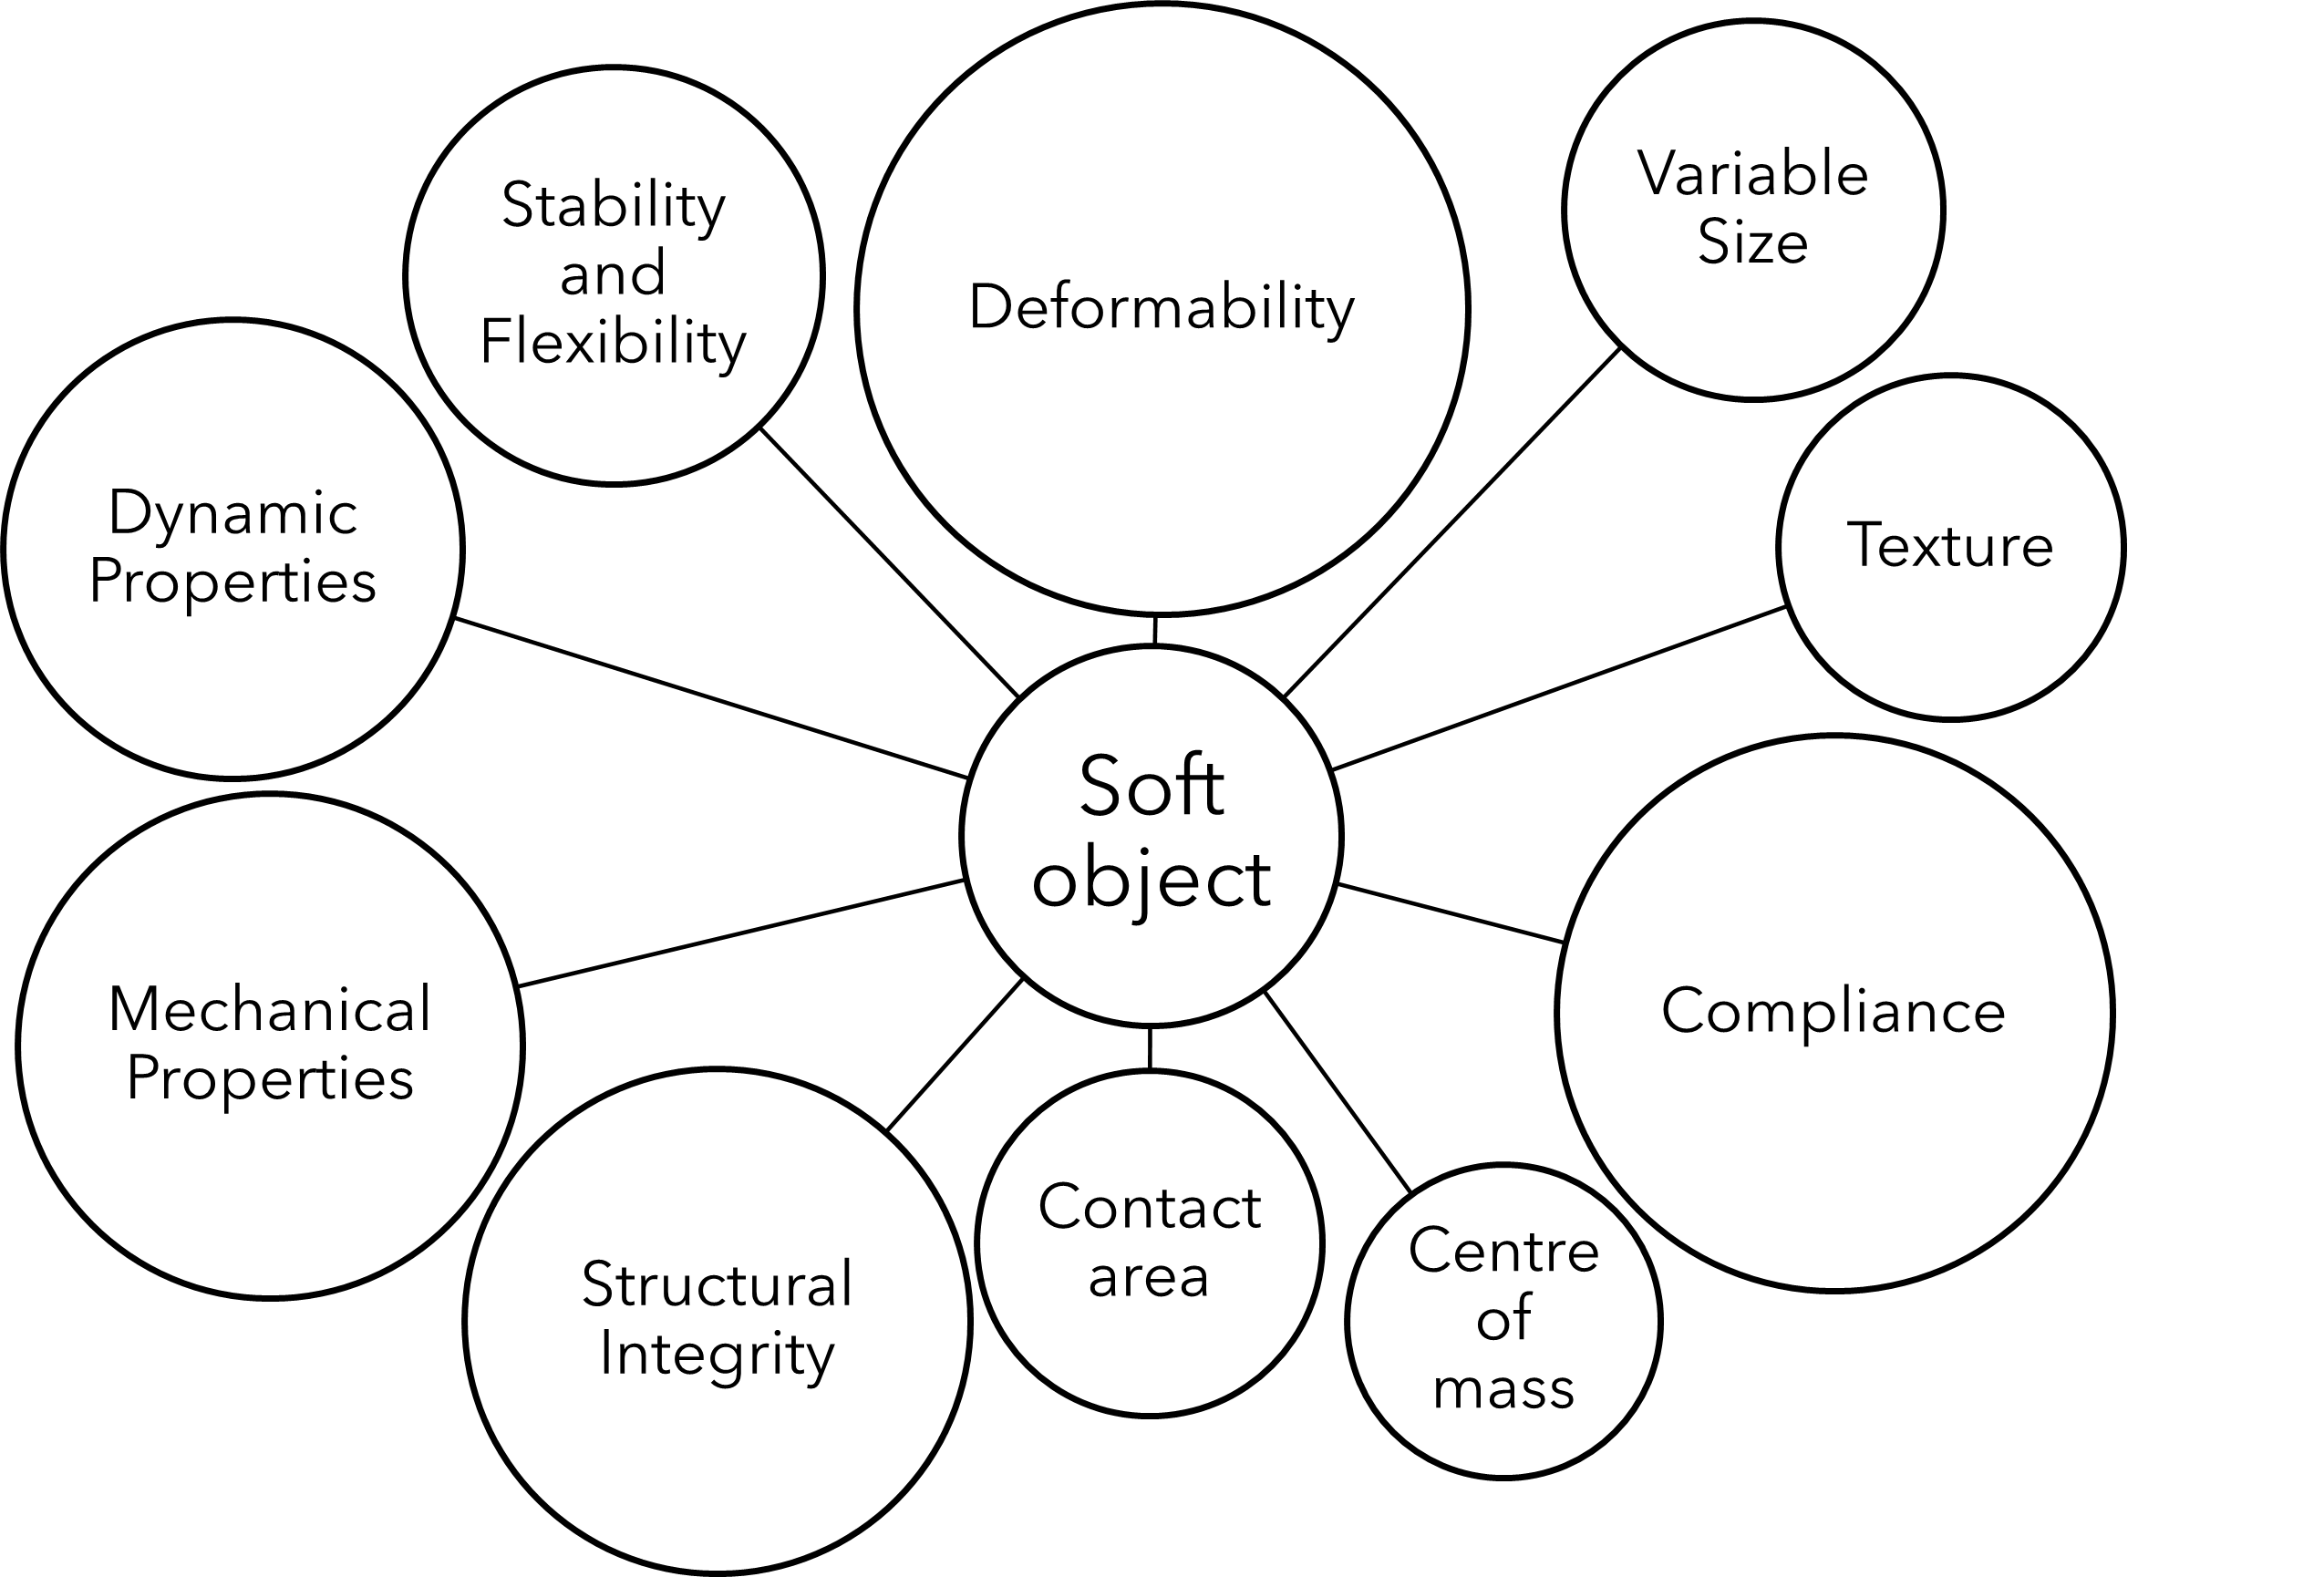 Stability
and
Flexibility
Deformability
Variable
Size
Dynamic
Properties
Texture
Soft
object
Mechanical
Properties
Compliance
Structural
Integrity
Contact
area
Centre
of
mass